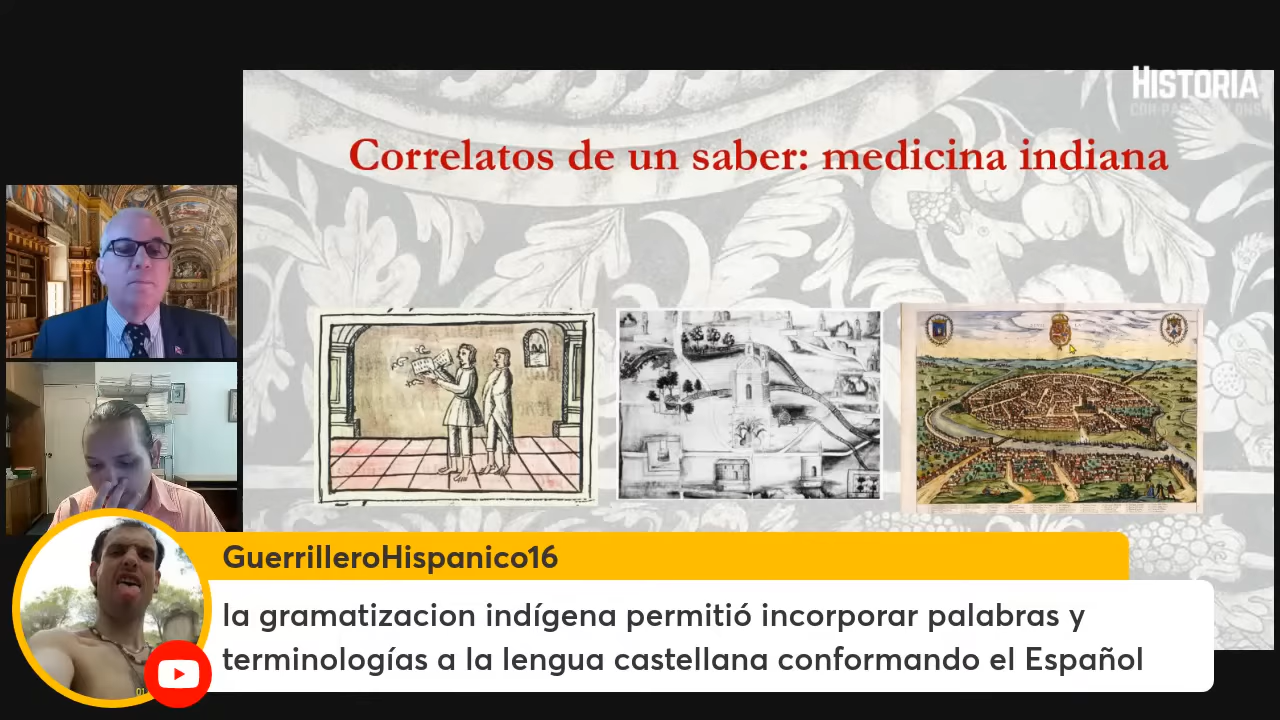 HISTORIA
Correlatos de un saber: medicina indiana
GuerrilleroHispanico16
la gramatizacion indígena permitió incorporar palabras y
terminologías a la lengua castellana conformando el Español